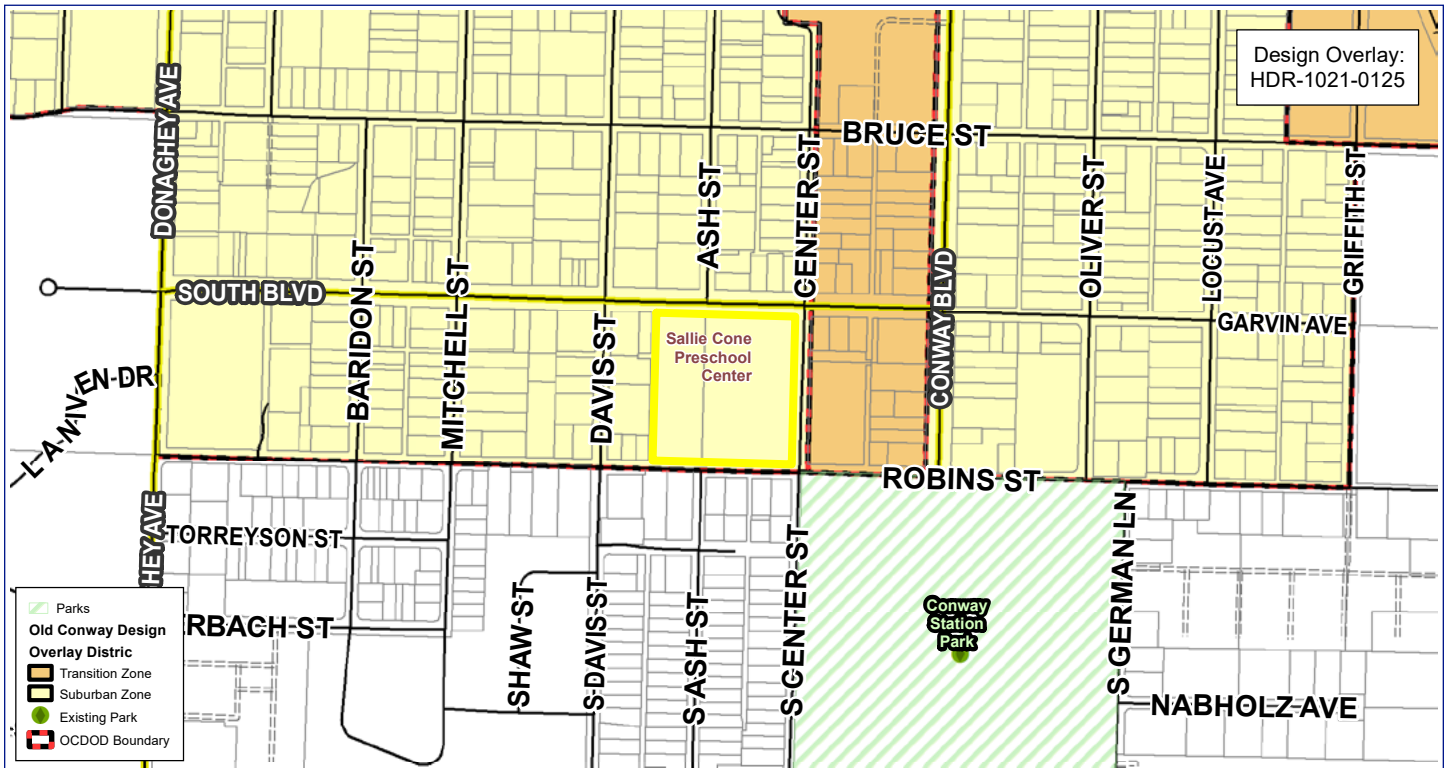 Design Overlay:
HDR-1021-0125
BRUCE ST
DONAGHEY AVE
ASH ST
CENTER ST
OLIVER ST
LOCUST AVE
GRIFFITH ST
BARIDON ST
MITCHELL ST
SOUTH BLVD
CONWAY BLVD
GARVIN AVE
DAVIS ST
Sallie Cone
Preschool
Center
L A N IV EN DR
ROBINS ST
HEY AVE
TORREYSON ST
S CENTER ST
S GERMAN LN
SHAW ST
S DAVIS ST
S ASH ST
Conway
Station
Park
ERBACH ST
NABHOLZ AVE
Parks
Old Conway Design
Overlay Distric
Transition Zone
Suburban Zone
Existing Park
OCDOD Boundary